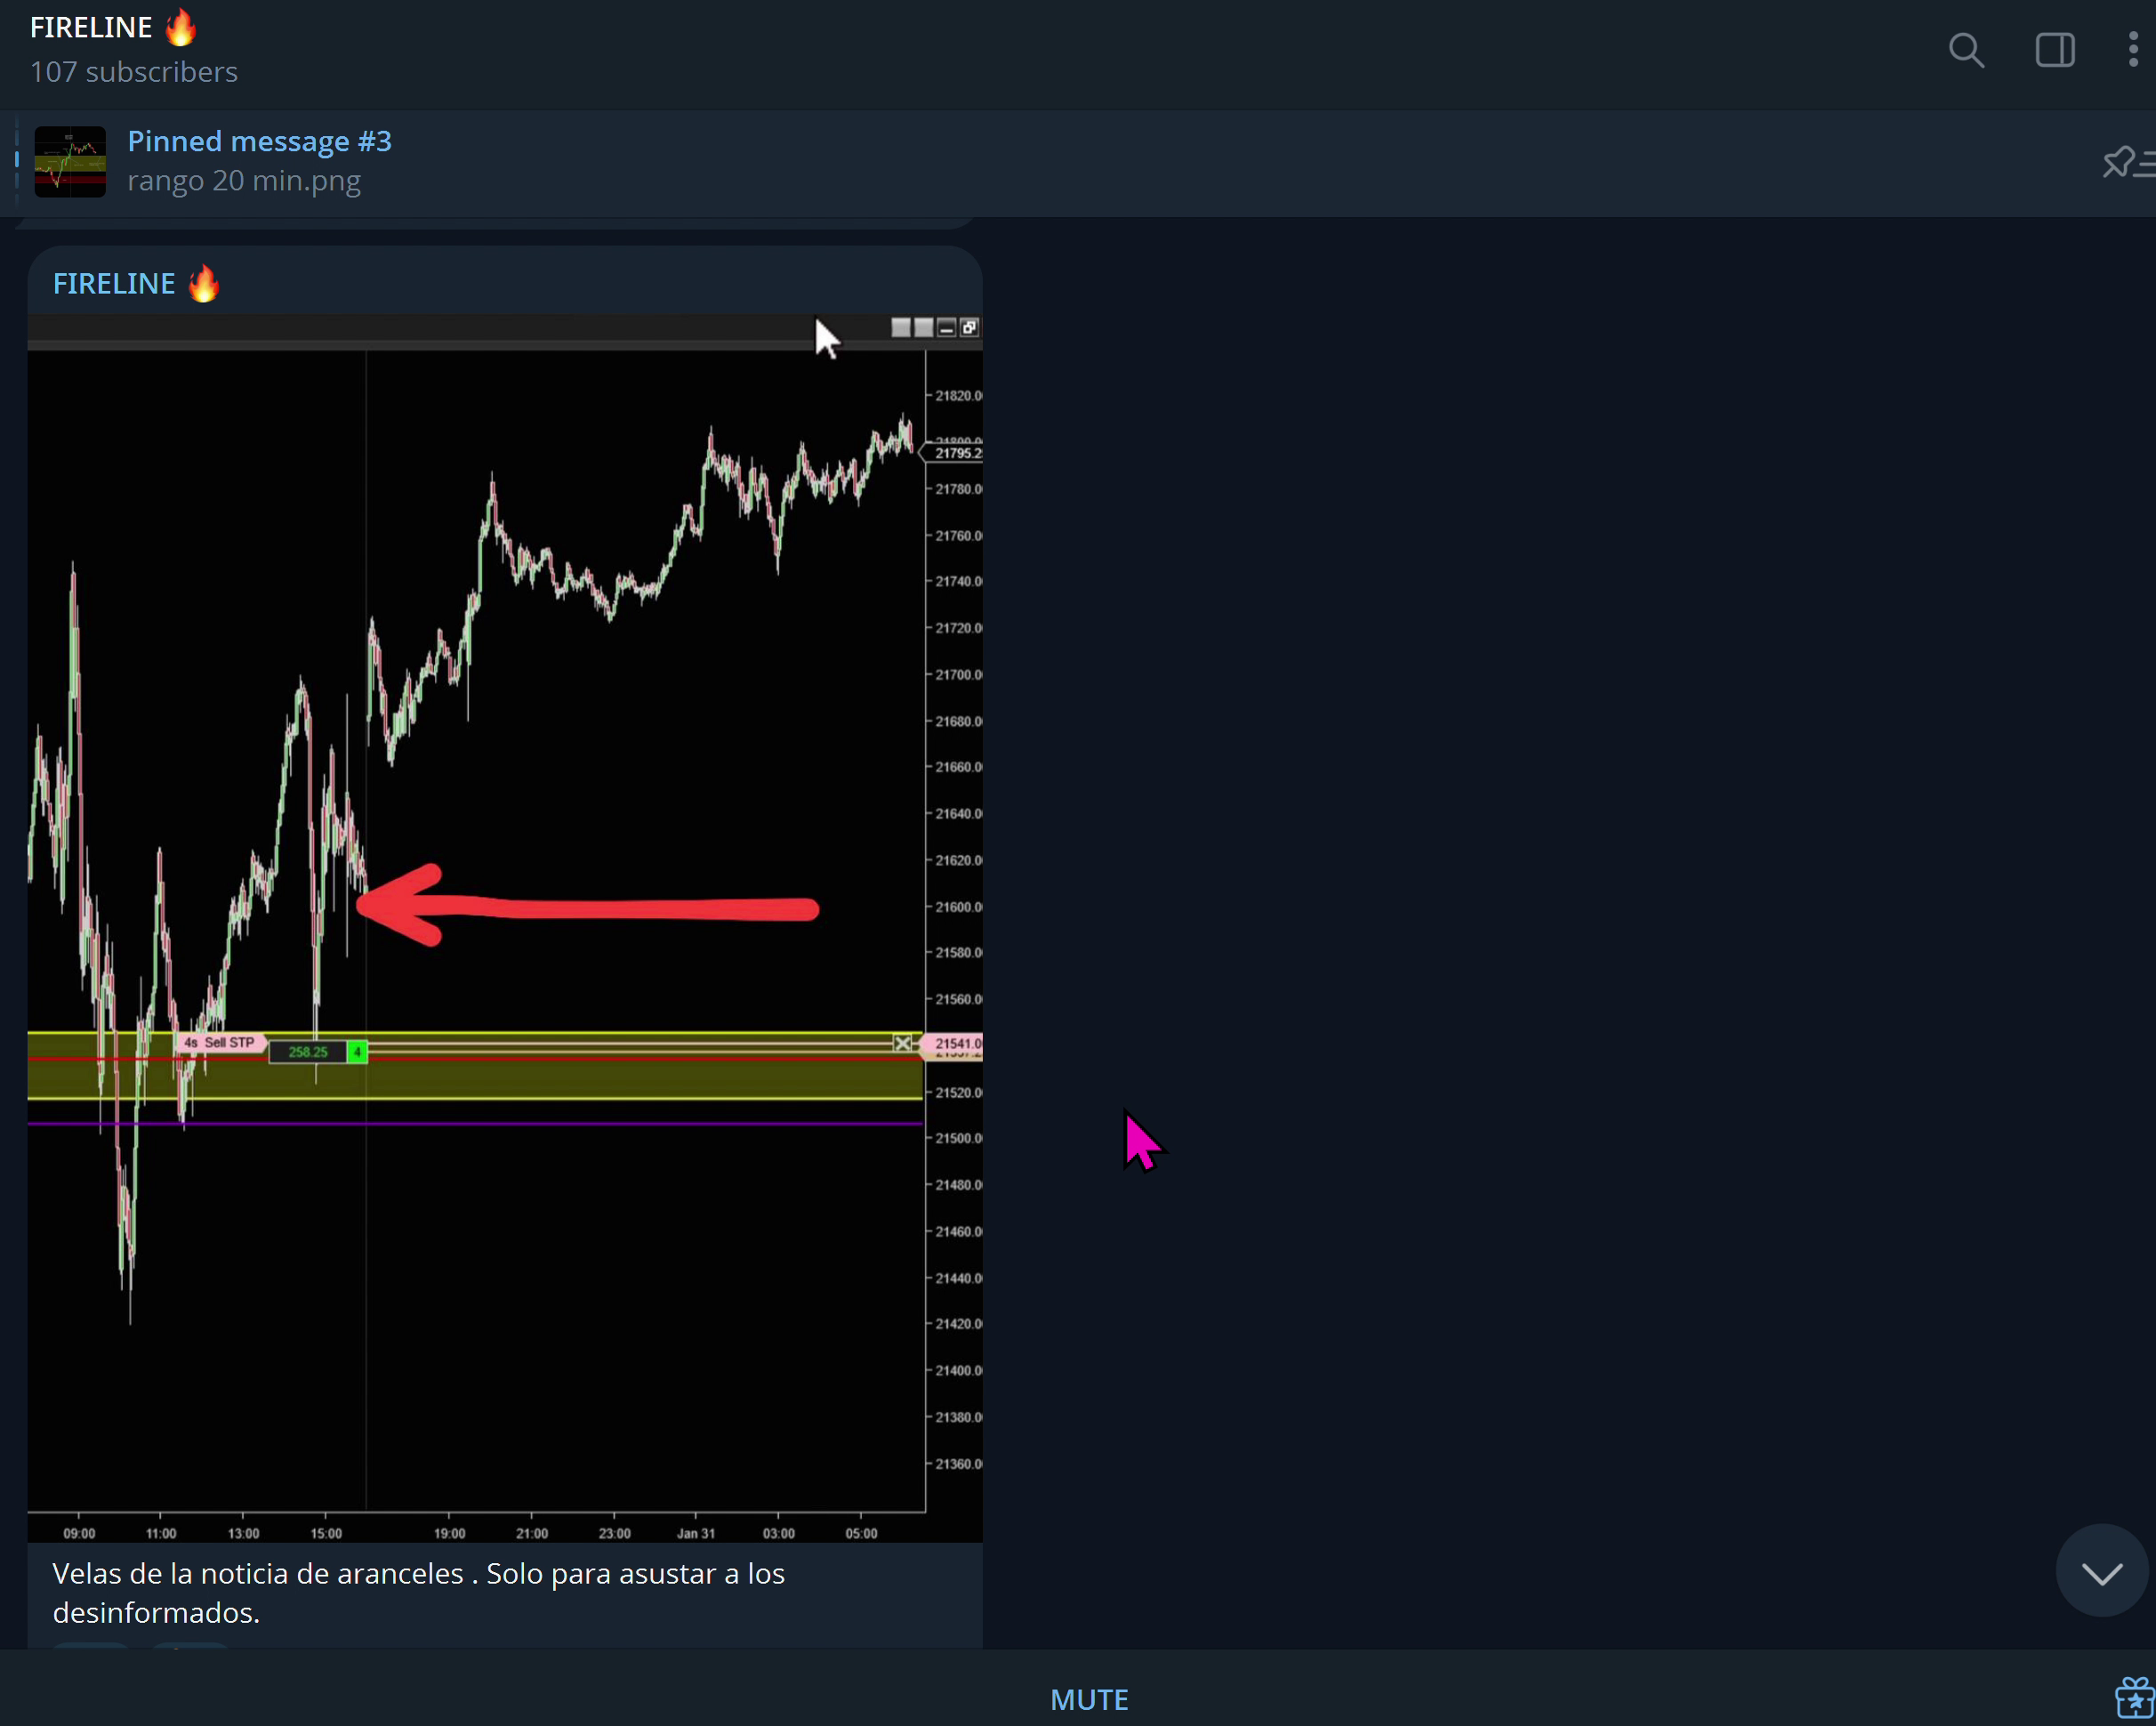 FIRELINE 🔥
107 subscribers
Pinned message #3
rango 20 min.png
FIRELINE 🔥
21820.0
21795.2
21780.0
21760.0
21740.0
21720.0
21700.0
21680.0
21660.0
21640.0
21620.0
21600.0
21580.0
21560.0
4s Sell STP
258.25 4
21541.0
21520.0
21500.0
21480.0
21460.0
21440.0
21420.0
21400.0
21380.0
21360.0
09:00 11:00 13:00 15:00 19:00 21:00 23:00 Jan 31 03:00 05:00
Velas de la noticia de aranceles . Solo para asustar a los
desinformados.
MUTE